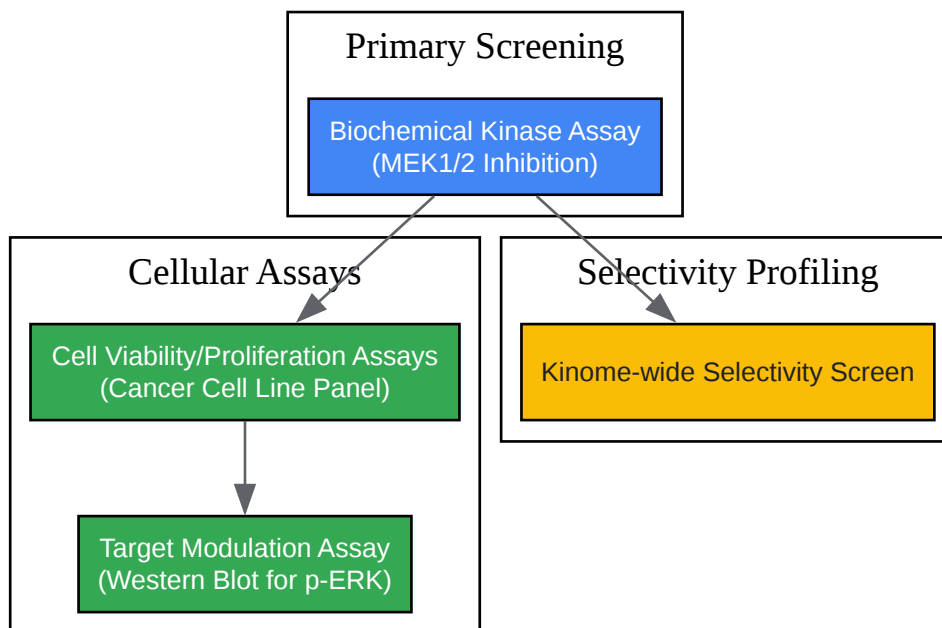 Primary Screening
Biochemical Kinase Assay
(MEK1/2 Inhibition)
Cellular Assays
Cell Viability/Proliferation Assays
(Cancer Cell Line Panel)
Target Modulation Assay
(Western Blot for p-ERK)
Selectivity Profiling
Kinome-wide Selectivity Screen